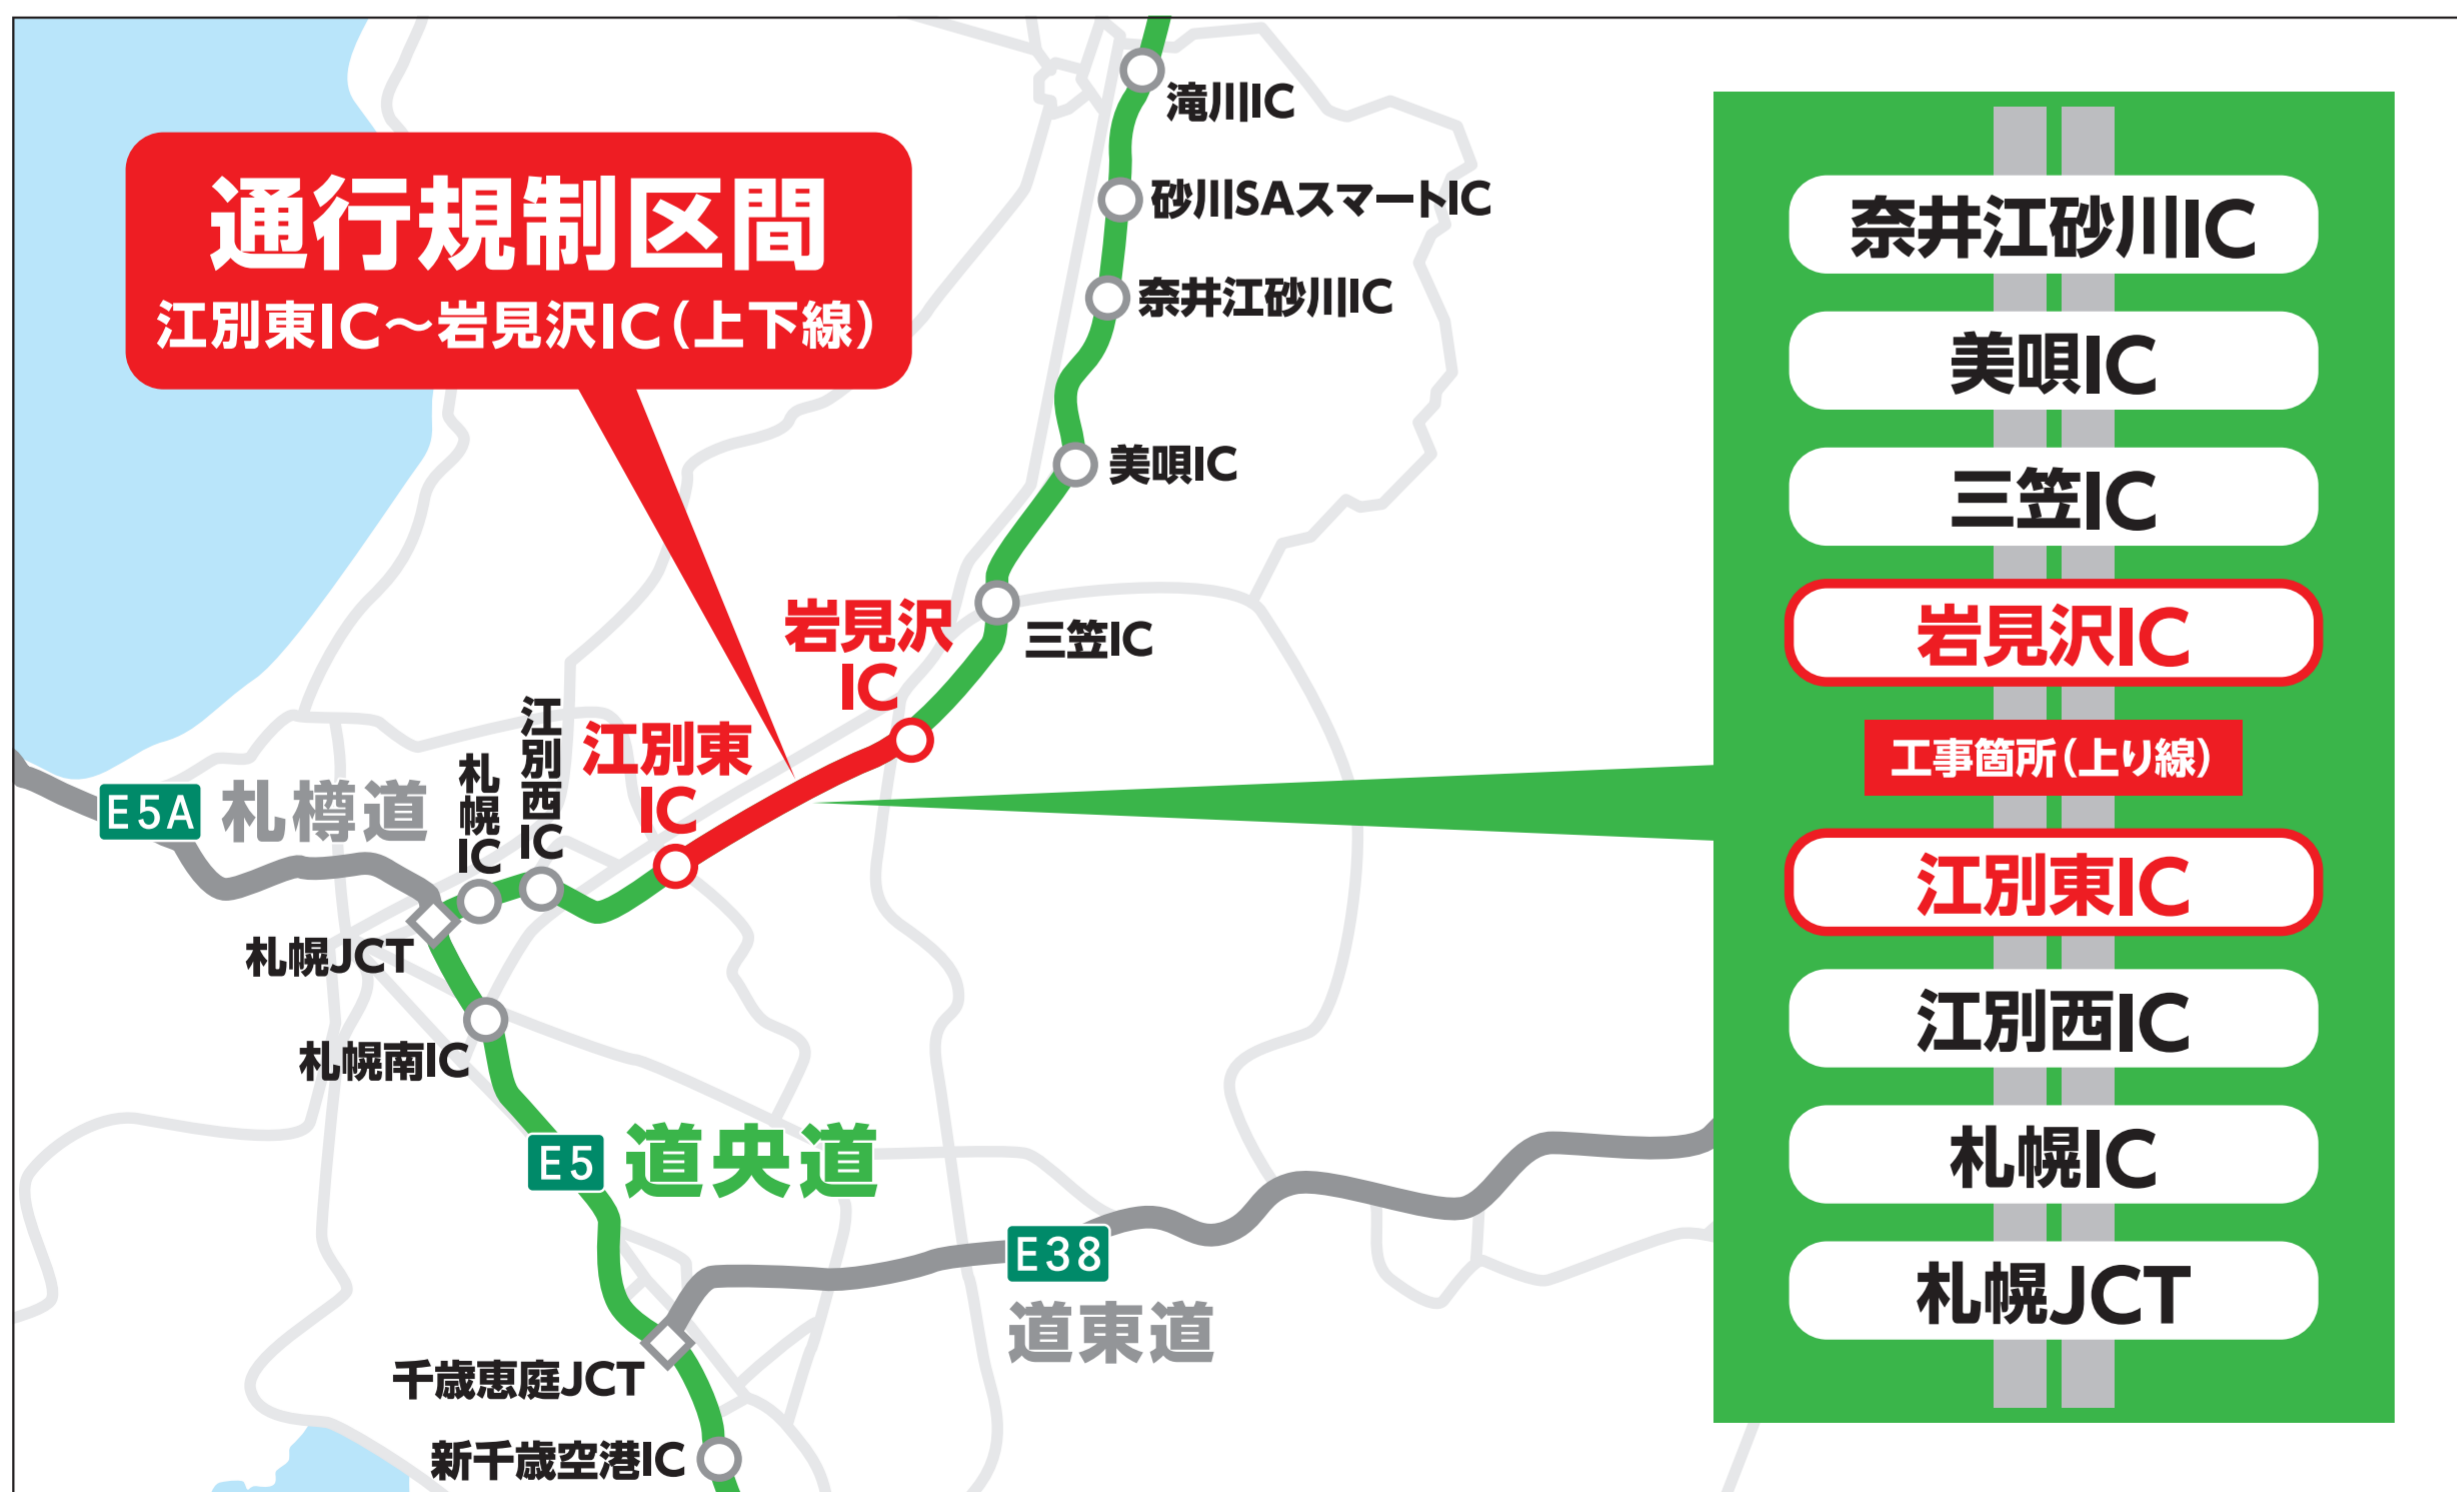 通行規制区間
江別東IC～岩見沢IC(上下線)
滝川IC
砂川SAスマートIC
奈井江砂川IC
美唄IC
三笠IC
岩見沢
IC
江別東
IC
江別西IC
札幌IC
E5A 札樽道
札幌JCT
札幌南IC
E5 道央道
E38
道東道
千歳恵庭JCT
新千歳空港IC
奈井江砂川IC
美唄IC
三笠IC
岩見沢IC
工事箇所(上り線)
江別東IC
江別西IC
札幌IC
札幌JCT